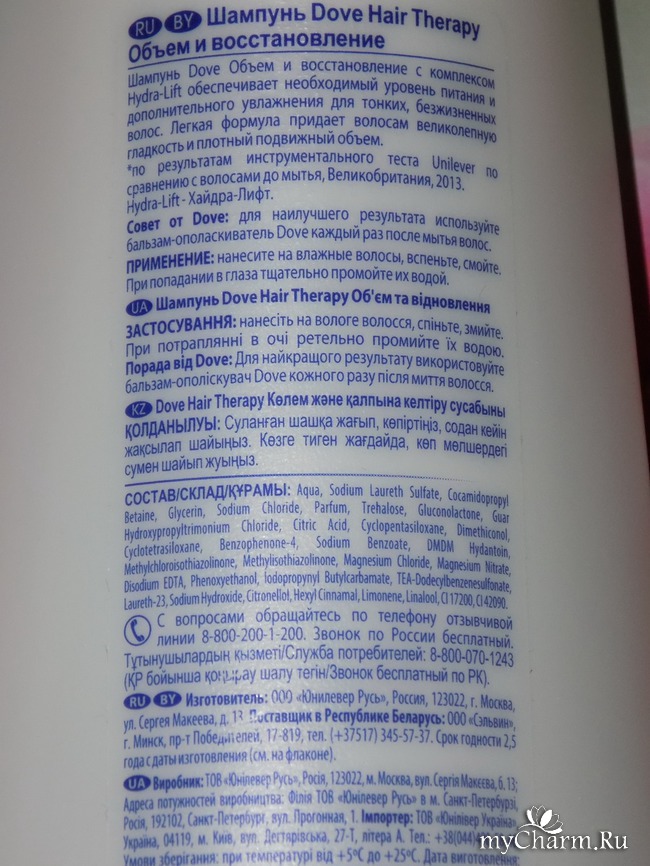 RU BY Шампунь Dove Hair Therapy
Объем и восстановление
Шампунь Dove Объем и восстановление с комплексом
Hydra-Lift обеспечивает необходимый уровень питания и
дополнительного увлажнения для тонких, безжизненных
волос. Легкая формула придает волосам великолепную
гладкость и плотный подвижный объем.
*по результатам инструментального теста Unilever по
сравнению с волосами до мытья, Великобритания, 2013.
Hydra-Lift - Хайдра-Лифт.
Совет от Dove: для наилучшего результата используйте
бальзам-ополаскиватель Dove каждый раз после мытья волос.
ПРИМЕНЕНИЕ: нанесите на влажные волосы, вспеньте, смойте.
При попадании в глаза тщательно промойте их водой.
UA Шампунь Dove Hair Therapy Об'єм та відновлення
ЗАСТОСУВАННЯ: нанесіть на вологе волосся, спіньте, змийте.
При потраплянні в очі ретельно промийте їх водою.
Порада від Dove: Для найкращого результату використовуйте
бальзам-ополіскувач Dove кожного разу після миття волосся.
KZ Dove Hair Therapy Көлем және қалпына келтіру сусабыны
ҚОЛДАНЫЛУЫ: Суланған шашқа жағып, көпіртіңіз, содан кейін
жақсылап шайыңыз. Көзге тиген жағдайда, көп мөлшердегі
сумен шайып жуыңыз.
СОСТАВ/СКЛАД/ҚҰРАМЫ: Aqua, Sodium Laureth Sulfate, Cocamidopropyl
Betaine, Glycerin, Sodium Chloride, Parfum, Trehalose, Gluconolactone, Guar
Hydroxypropyltrimonium Chloride, Citric Acid, Cyclopentasiloxane, Dimethiconol,
Cyclotetrasiloxane, Benzophenone-4, Sodium Benzoate, DMDM Hydantoin,
Methylchloroisothiazolinone, Methylisothiazolinone, Magnesium Chloride, Magnesium Nitrate,
Disodium EDTA, Phenoxyethanol, Iodopropynyl Butylcarbamate, TEA-Dodecylbenzenesulfonate,
Laureth-23, Sodium Hydroxide, Citronellol, Hexyl Cinnamal, Limonene, Linalool, CI 17200, CI 42090.
С вопросами обращайтесь по телефону отзывчивой
линии 8-800-200-1-200. Звонок по России бесплатный.
Тұтынушылардың қызметі/Служба потребителей: 8-800-070-1243
(ҚР бойынша қоңырау шалу тегін/Звонок бесплатный по РК).
RU BY Изготовитель: ООО «Юнилевер Русь», Россия, 123022, г. Москва,
ул. Сергея Макеева, д. 13. Поставщик в Республике Беларусь: ООО «Сэльвин»,
г. Минск, пр-т Победителей, 17-819, тел. (+37517) 345-57-37. Срок годности 2,5
года с даты изготовления (см. на флаконе).
UA Виробник: ТОВ «Юнілевер Русь», Росія, 123022, м. Москва, вул. Сергія Макєєва, б. 13;
Адреса потужностей виробництва: Філія ТОВ «Юнілевер Русь» в м. Санкт-Петербурзі,
Росія, 192102, Санкт-Петербург, вул. Прогонная, 1. Імпортер: ТОВ «Юнілівер Україна»,
Україна, 04119, м. Київ, вул. Дегтярівська, 27-Т, літера А. Тел.: +38(044)
Умови зберігання: при температурі від +5°С до +25°С. Дата виготовлення:
myCharm.Ru